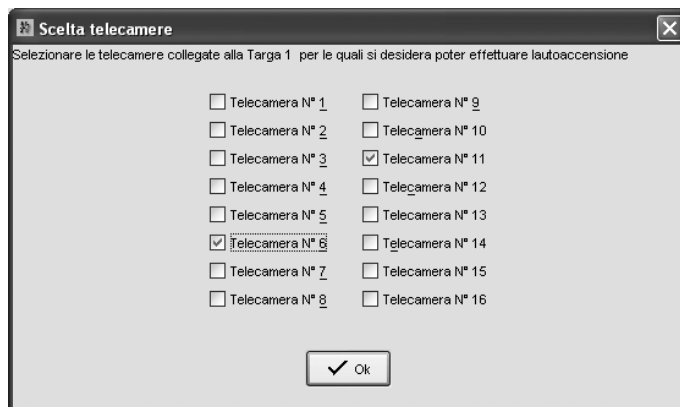 Scelta telecamere
Selezionare le telecamere collegate alla Targa 1 per le quali si desidera poter effettuare lautoaccensione
Telecamera N° 1
Telecamera N° 2
Telecamera N° 3
Telecamera N° 4
Telecamera N° 5
Telecamera N° 6
Telecamera N° 7
Telecamera N° 8
Telecamera N° 9
Telecamera N° 10
Telecamera N° 11
Telecamera N° 12
Telecamera N° 13
Telecamera N° 14
Telecamera N° 15
Telecamera N° 16
Ok